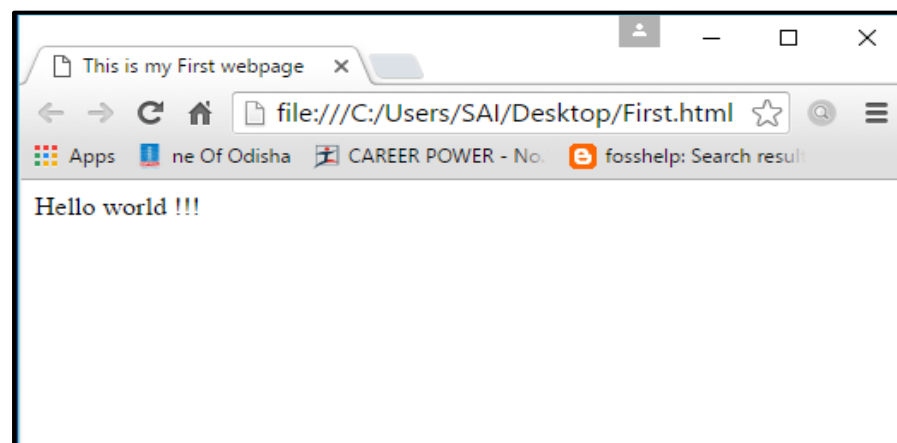 This is my First webpage
file:///C:/Users/SAI/Desktop/First.html
Apps ne Of Odisha CAREER POWER - No. fosshelp: Search result
Hello world !!!